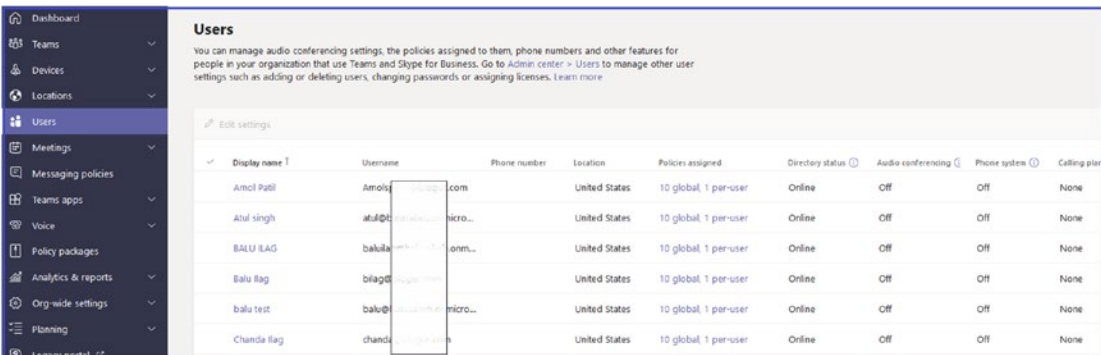 Dashboard
Teams
Devices
Locations
Users
Meetings
Messaging policies
Teams apps
Voice
Policy packages
Analytics & reports
Org-wide settings
Planning
Users
You can manage audio conferencing settings, the policies assigned to them, phone numbers and other features for
people in your organization that use Teams and Skype for Business. Go to Admin center > Users to manage other user
settings such as adding or deleting users, changing passwords or assigning licenses. Learn more
Edit settings
Display name ↑ Username Phone number Location Policies assigned Directory status Audio conferencing Phone system Calling plan
Amol Patil .com United States 10 global, 1 per-user Online Off Off None
Atul singh United States 10 global, 1 per-user Online Off Off None
BALU ILAG United States 10 global, 1 per-user Online Off Off None
Balu Ilag United States 10 global, 1 per-user Online Off Off None
balu test United States 10 global, 1 per-user Online Off Off None
Chanda Ilag United States 10 global, 1 per-user Online Off Off None